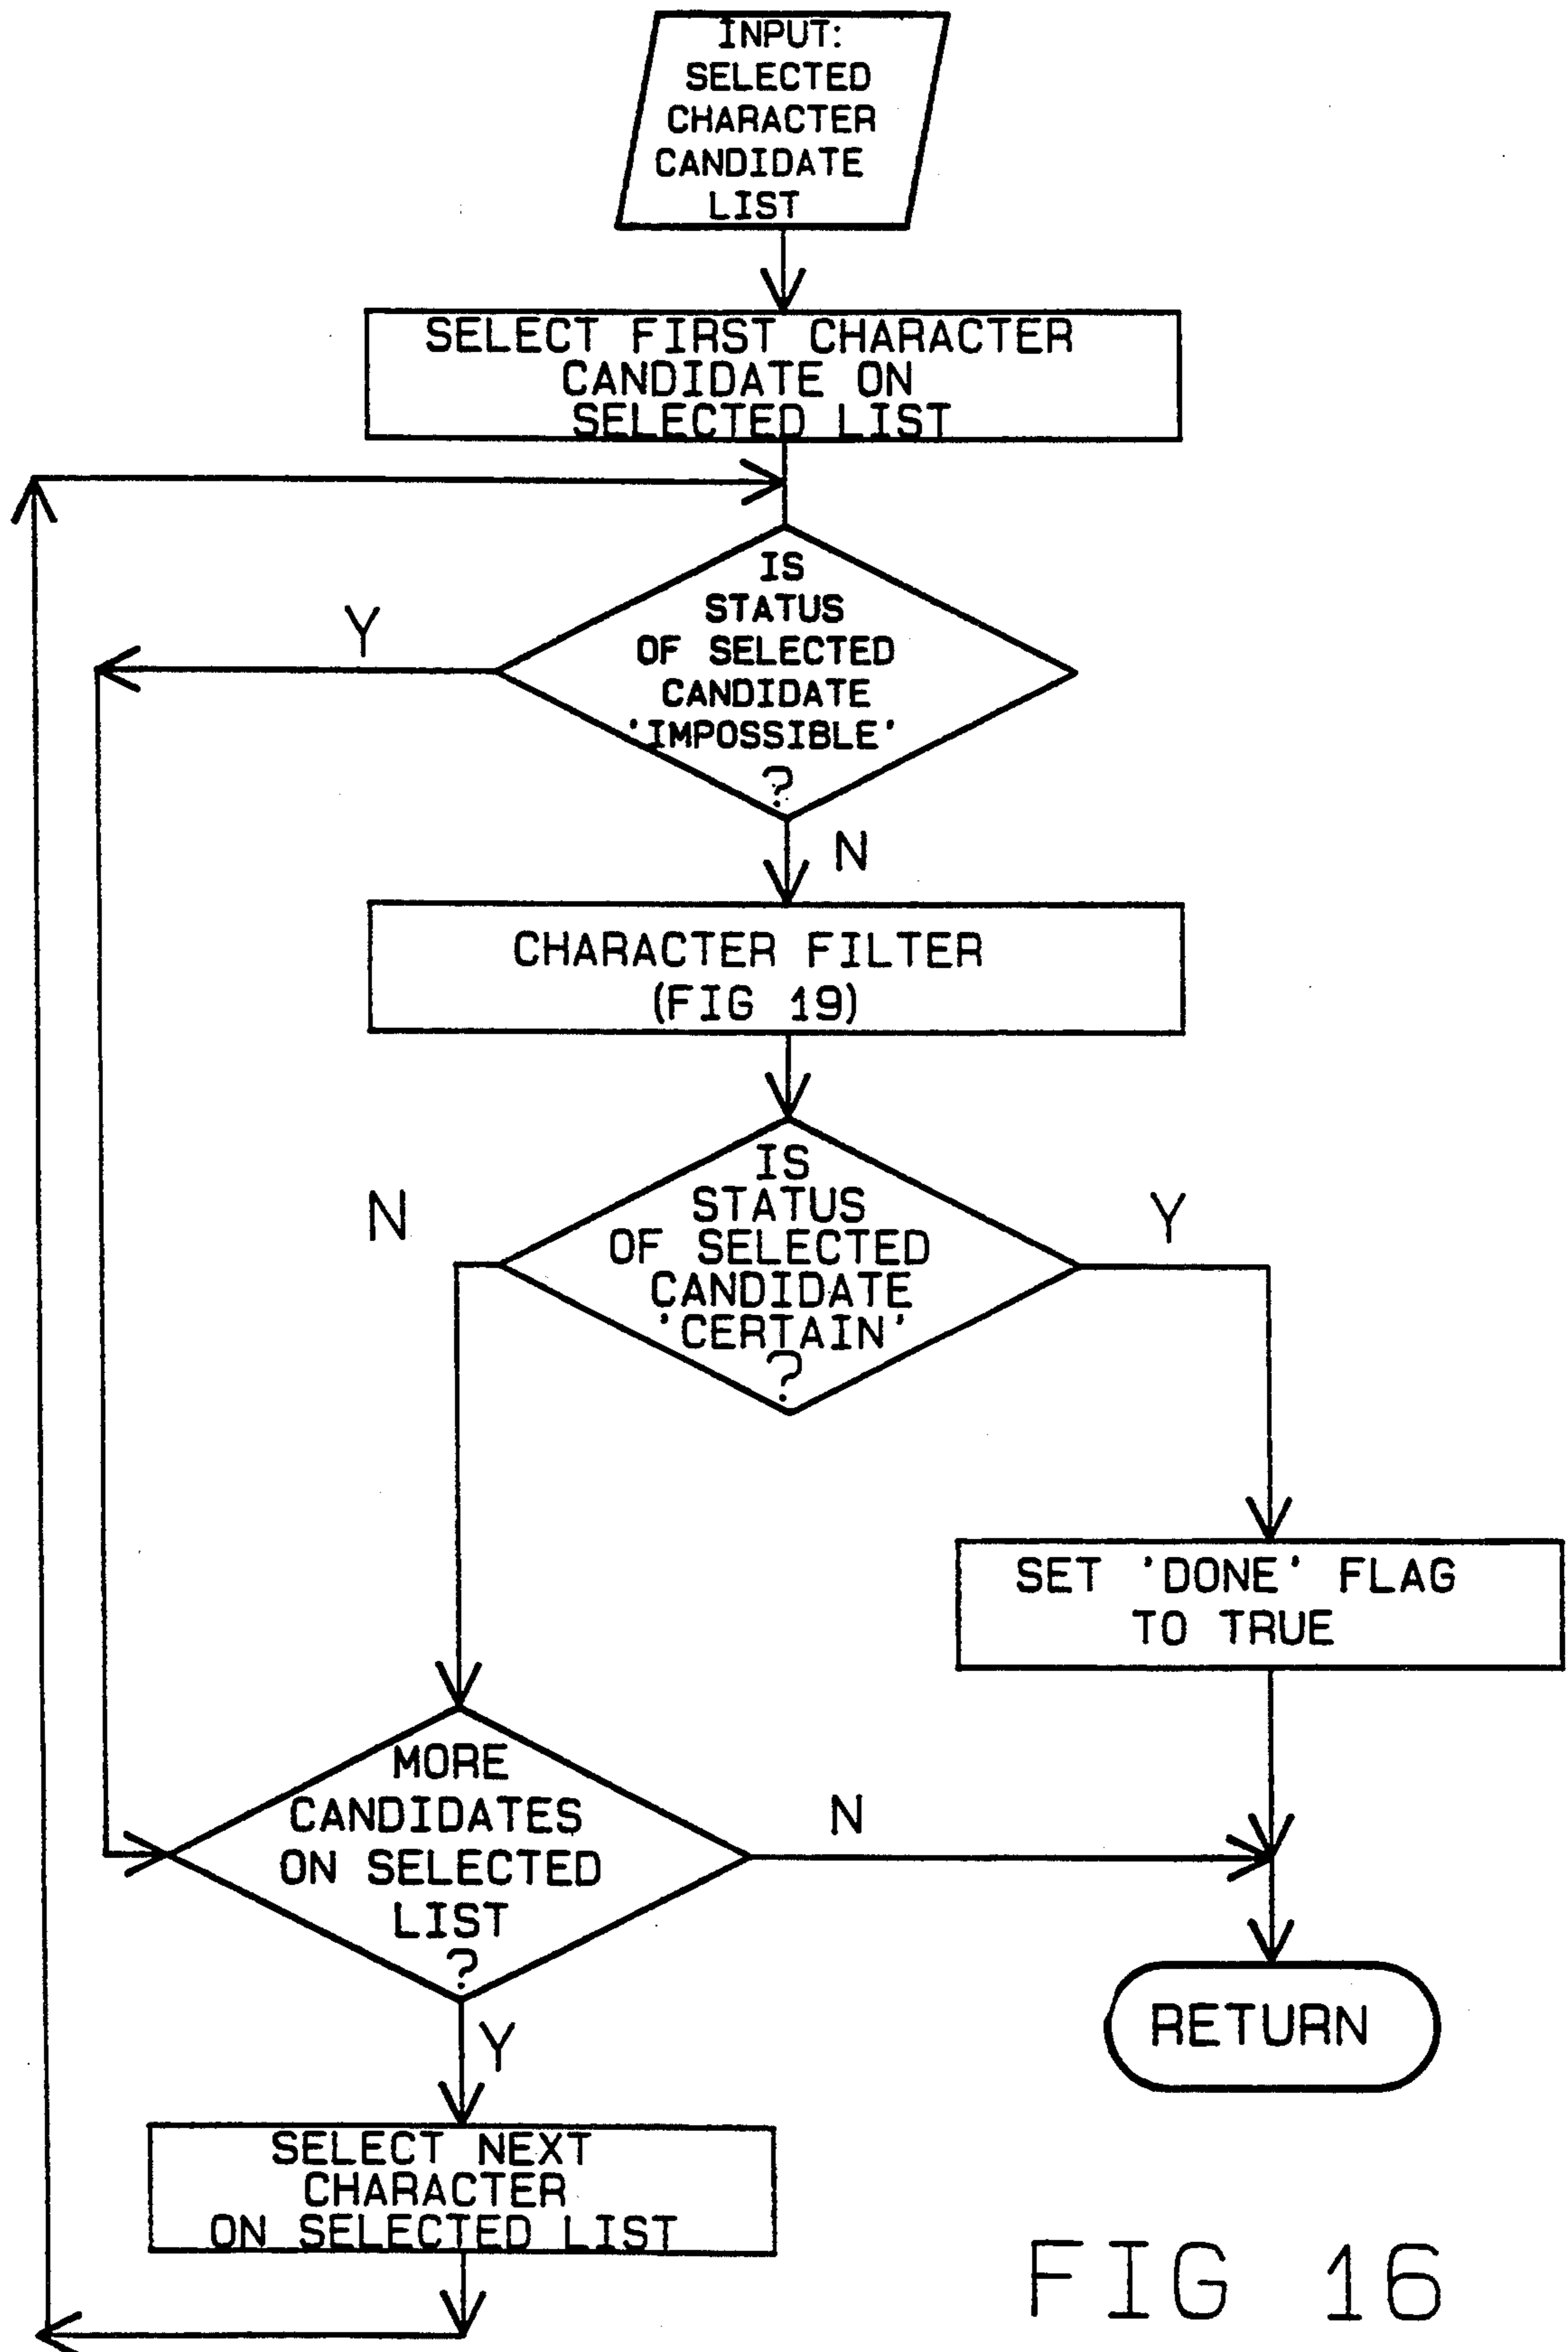 INPUT:
SELECTED
CHARACTER
CANDIDATE
LIST
SELECT FIRST CHARACTER
CANDIDATE ON
SELECTED LIST
IS
STATUS
OF SELECTED
CANDIDATE
'IMPOSSIBLE'
?
Y
N
CHARACTER FILTER
(FIG 19)
IS
STATUS
OF SELECTED
CANDIDATE
'CERTAIN'
?
N
Y
SET 'DONE' FLAG
TO TRUE
MORE
CANDIDATES
ON SELECTED
LIST
?
N
Y
RETURN
SELECT NEXT
CHARACTER
ON SELECTED LIST
FIG 16